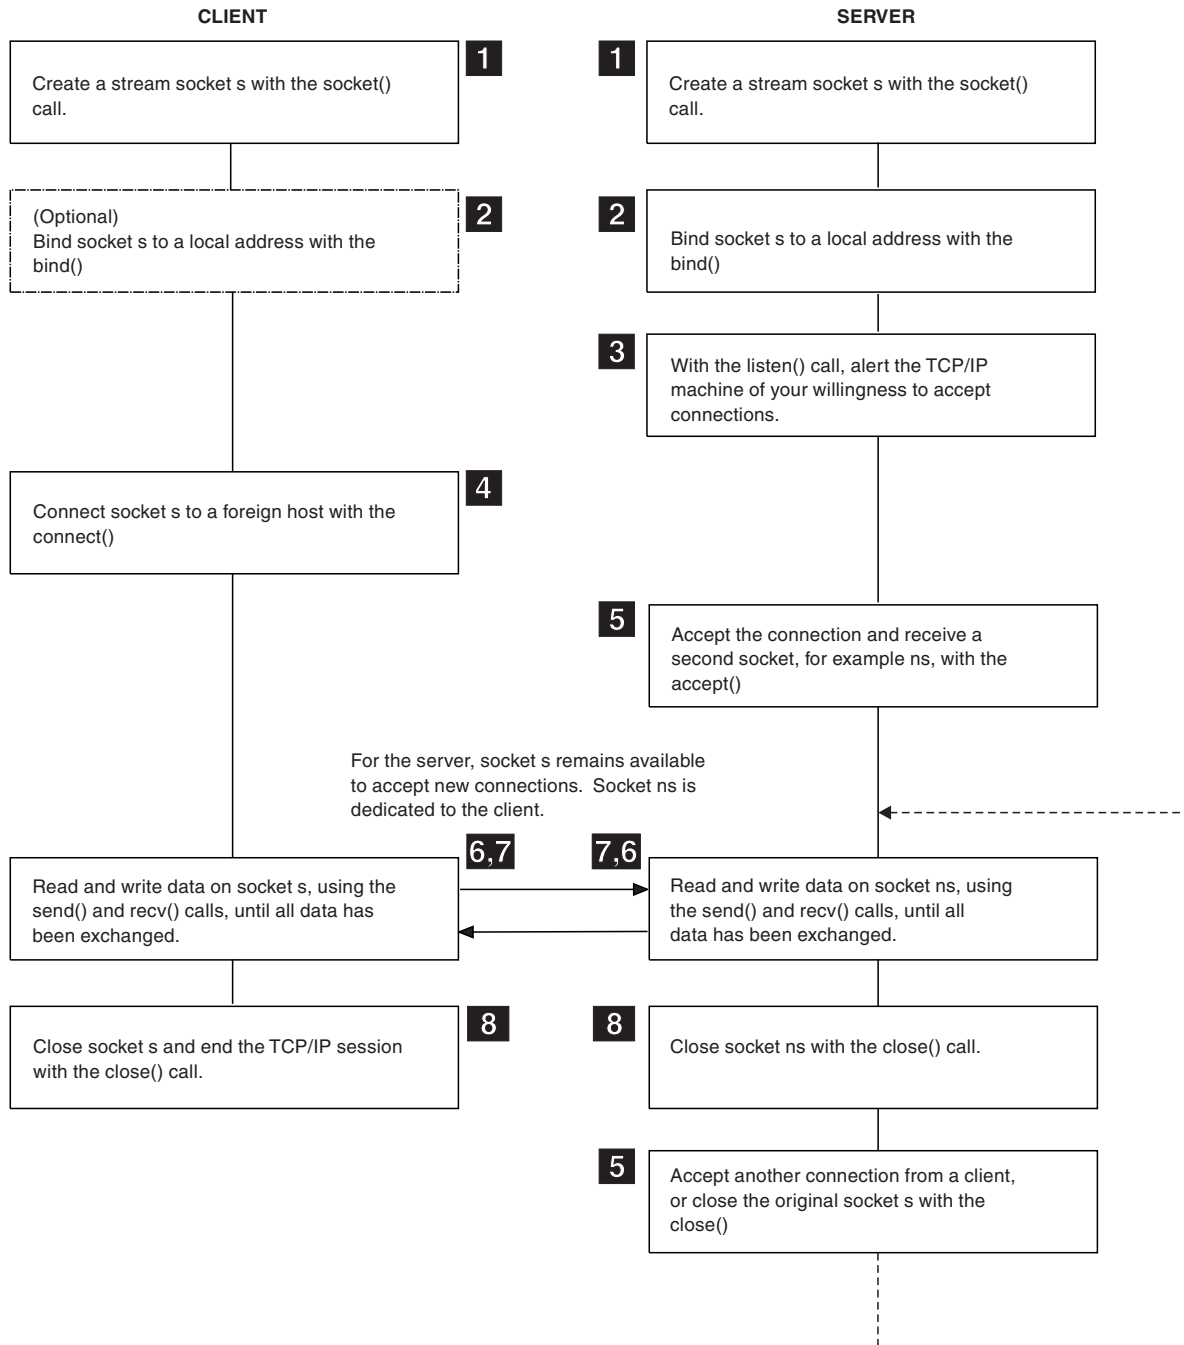 CLIENT
SERVER
1
1
Create a stream socket s with the socket()
call.
Create a stream socket s with the socket()
call.
2
2
(Optional)
Bind socket s to a local address with the
bind()
Bind socket s to a local address with the
bind()
3
With the listen() call, alert the TCP/IP
machine of your willingness to accept
connections.
4
Connect socket s to a foreign host with the
connect()
5
Accept the connection and receive a
second socket, for example ns, with the
accept()
For the server, socket s remains available
to accept new connections. Socket ns is
dedicated to the client.
6,7
7,6
Read and write data on socket s, using the
send() and recv() calls, until all data has
been exchanged.
Read and write data on socket ns, using
the send() and recv() calls, until all
data has been exchanged.
8
8
Close socket s and end the TCP/IP session
with the close() call.
Close socket ns with the close() call.
5
Accept another connection from a client,
or close the original socket s with the
close()